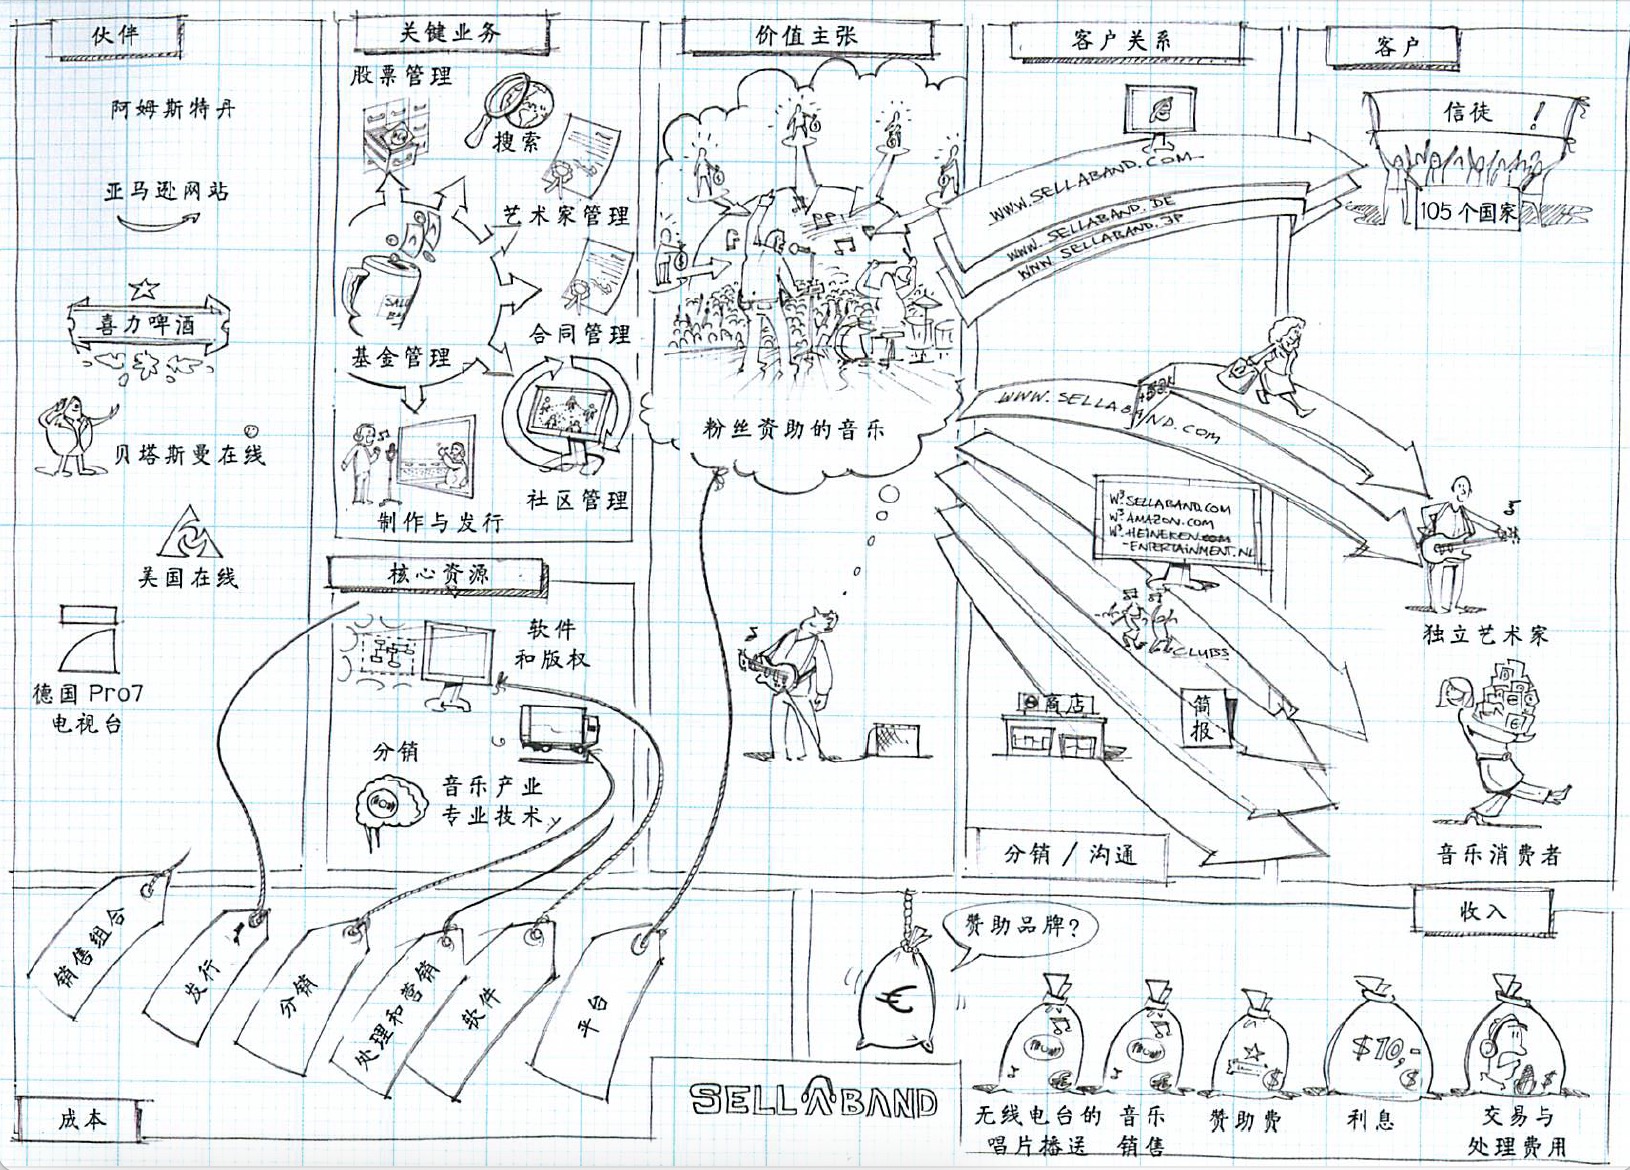 伙伴
阿姆斯特丹
亚马逊网站
喜力啤酒
贝塔斯曼在线
美国在线
德国 Pro7
电视台
关键业务
股票管理
搜索
艺术家管理
合同管理
基金管理
社区管理
制作与发行
核心资源
软件
和版权
分销
音乐产业
专业技术
价值主张
粉丝资助的音乐
客户关系
WWW.SELLABAND.COM
WWW.SELLABAND.DE
WWW.SELLABAND.JP
WWW.SELLABAND.COM
W³.SELLABAND.COM
W³.AMAZON.COM
W³.HEINEKEN.COM
-ENTERTAINMENT.NL
CLUBS
商店
简
报
分销 / 沟通
客户
信徒 !
105 个国家
独立艺术家
音乐消费者
成本
销售组合
发行
分销
处理和营销
软件
平台
SELLABAND
收入
赞助品牌?
€
$10,-
$
$
$
无线电台的
唱片播送
音乐
销售
赞助费
利息
交易与
处理费用